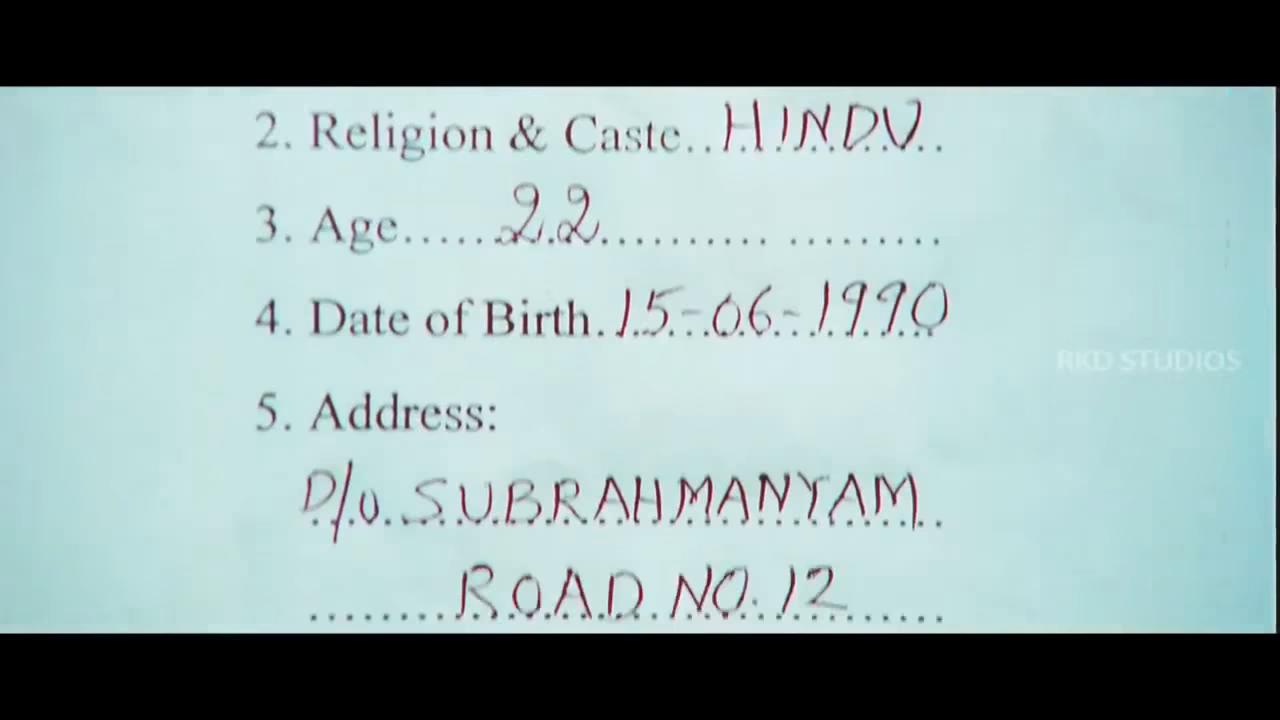 2. Religion & Caste..HINDU..
3. Age.....22................... 
4. Date of Birth.15-06-1990
RKD STUDIOS
5. Address:
D/o. SUBRAHMANYAM.
........ROAD NO.12......